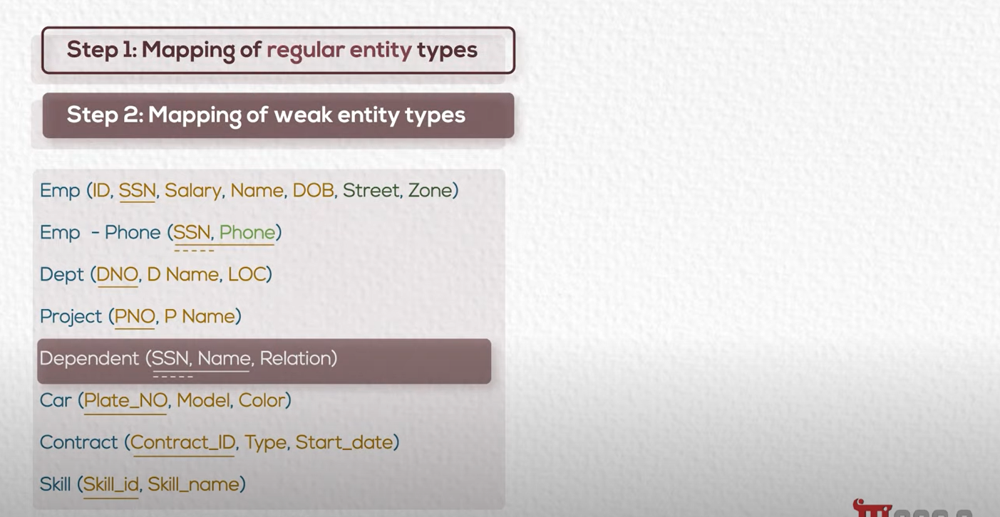 Step 1: Mapping of regular entity types
Step 2: Mapping of weak entity types
Emp (ID, SSN, Salary, Name, DOB, Street, Zone)
Emp - Phone (SSN, Phone)
Dept (DNO, D Name, LOC)
Project (PNO, P Name)
Dependent (SSN, Name, Relation)
Car (Plate_NO, Model, Color)
Contract (Contract_ID, Type, Start_date)
Skill (Skill_id, Skill_name)